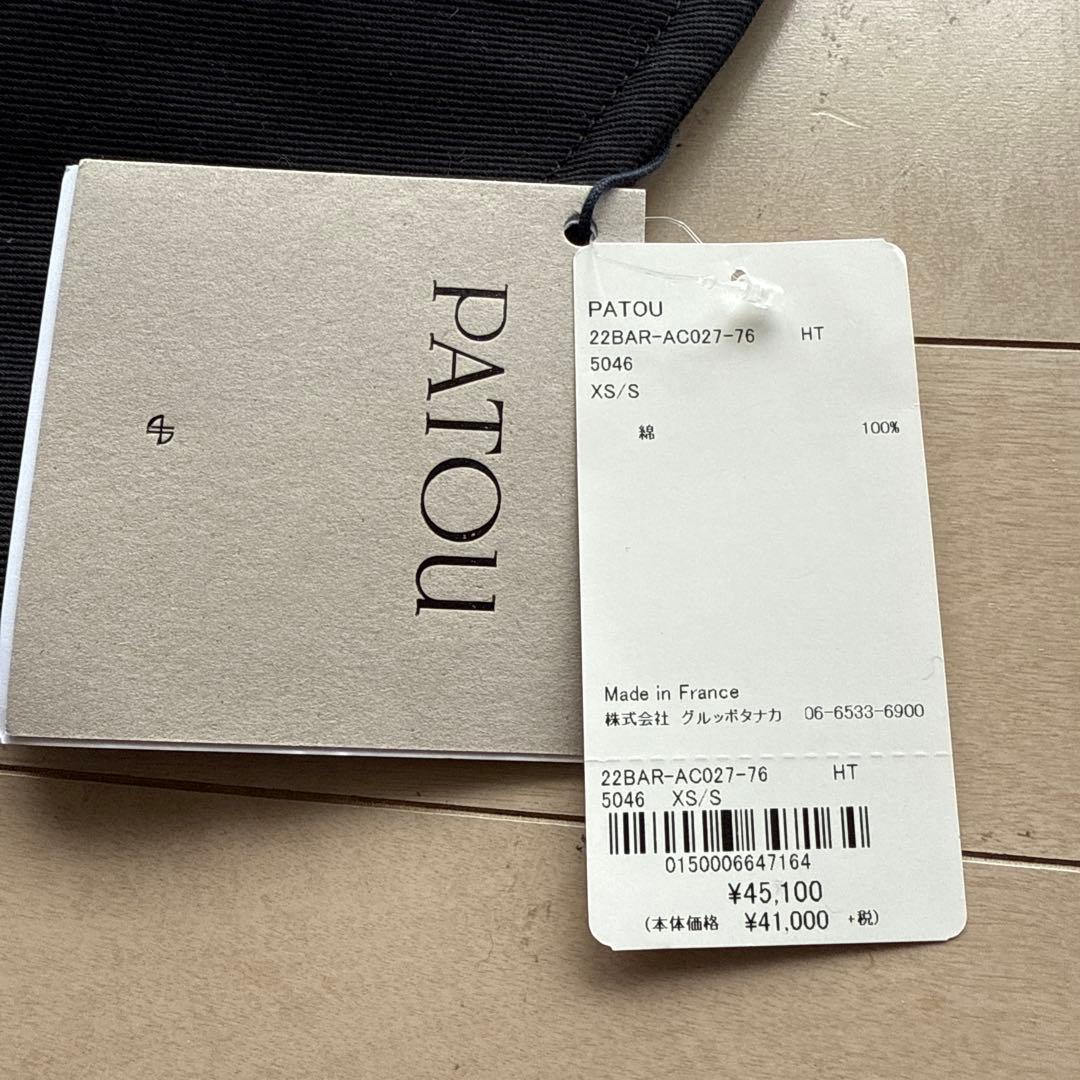 PATOU
PATOU
22BAR-AC027-76 HT
5046
XS/S
綿 100%
Made in France
株式会社 グルッポタナカ 06-6533-6900
22BAR-AC027-76 HT
5046 XS/S
0150006647164
¥45,100
(本体価格 ¥41,000 +税)